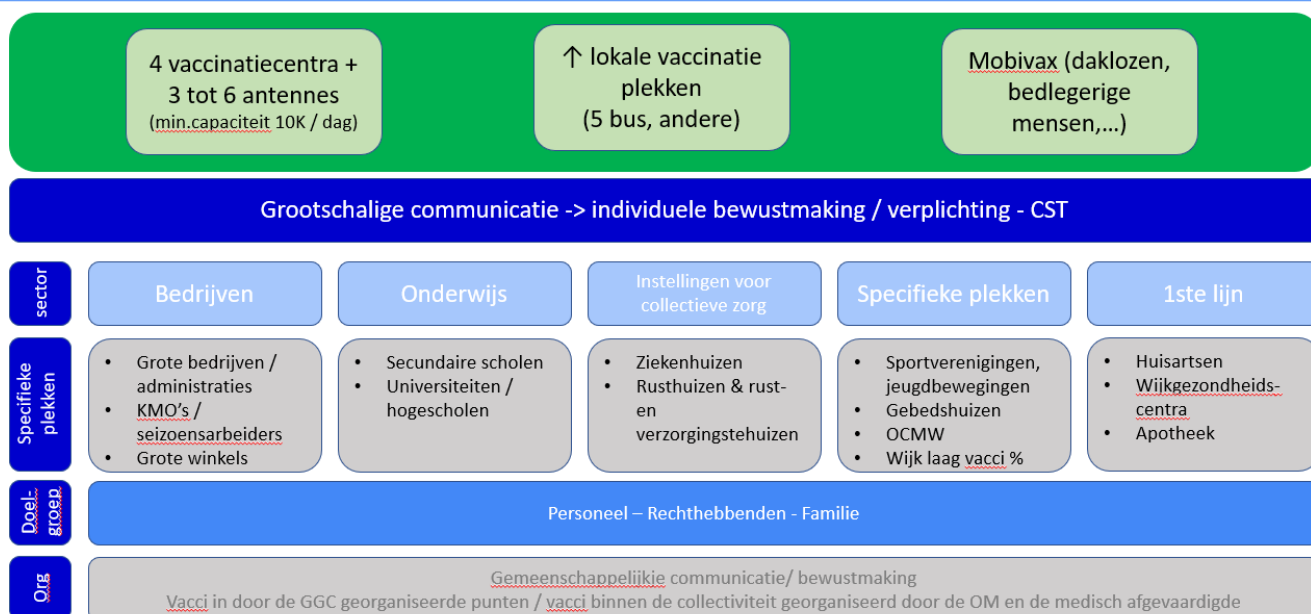 4 vaccinatiecentra +
3 tot 6 antennes
(min.capaciteit 10K / dag)
↑ lokale vaccinatie
plekken
(5 bus, andere)
Mobivax (daklozen,
bedlegerige
mensen,…)
Grootschalige communicatie -> individuele bewustmaking / verplichting - CST
sector
Bedrijven
Onderwijs
Instellingen voor
collectieve zorg
Specifieke plekken
1ste lijn
Specifieke
plekken
• Grote bedrijven /
administraties
• KMO's /
seizoensarbeiders
• Grote winkels
• Secundaire scholen
• Universiteiten /
hogescholen
• Ziekenhuizen
• Rusthuizen & rust-
en
verzorgingstehuizen
• Sportverenigingen,
jeugdbewegingen
• Gebedshuizen
• OCMW
• Wijk laag vacci %
• Huisartsen
• Wijkgezondheids-
centra
• Apotheek
Doel-
groep
Personeel – Rechthebbenden - Familie
Org
Gemeenschappelijkie communicatie/ bewustmaking
Vacci in door de GGC georganiseerde punten / vacci binnen de collectiviteit georganiseerd door de OM en de medisch afgevaardigde